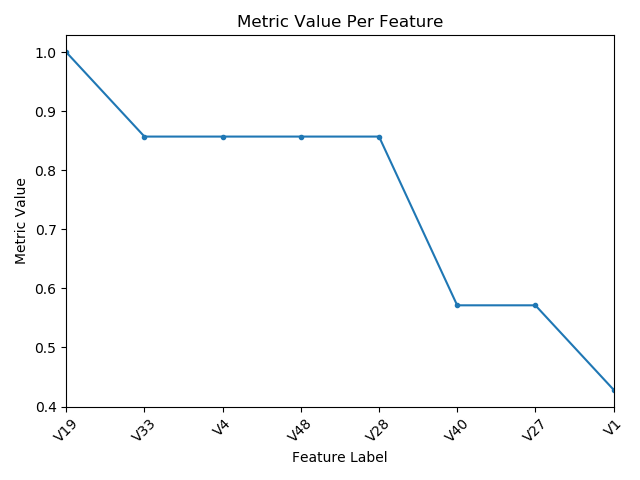 Metric Value Per Feature
Metric Value
1.0
0.9
0.8
0.7
0.6
0.5
0.4
V19
V33
V4
V48
V28
V40
V27
V1
Feature Label